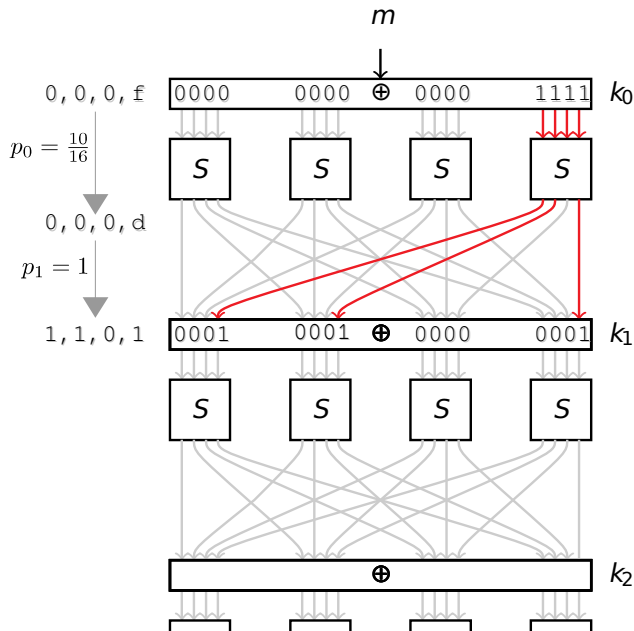 m
0,0,0,f 0000 0000 ⊕ 0000 1111 k₀
p₀ = 10/16
S S S S
0,0,0,d
p₁ = 1
1,1,0,1 0001 0001 ⊕ 0000 0001 k₁
S S S S
⊕ k₂